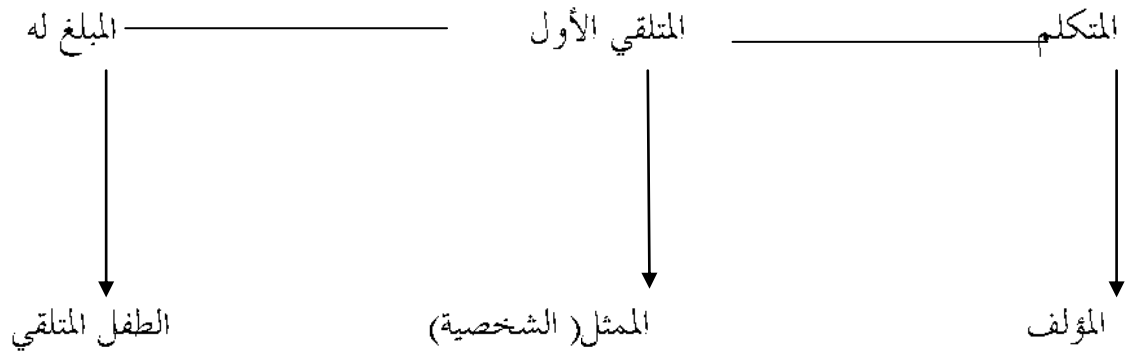 المتكلم المتلقي الأول المبلغ له
المؤلف الممثل( الشخصية) الطفل المتلقي